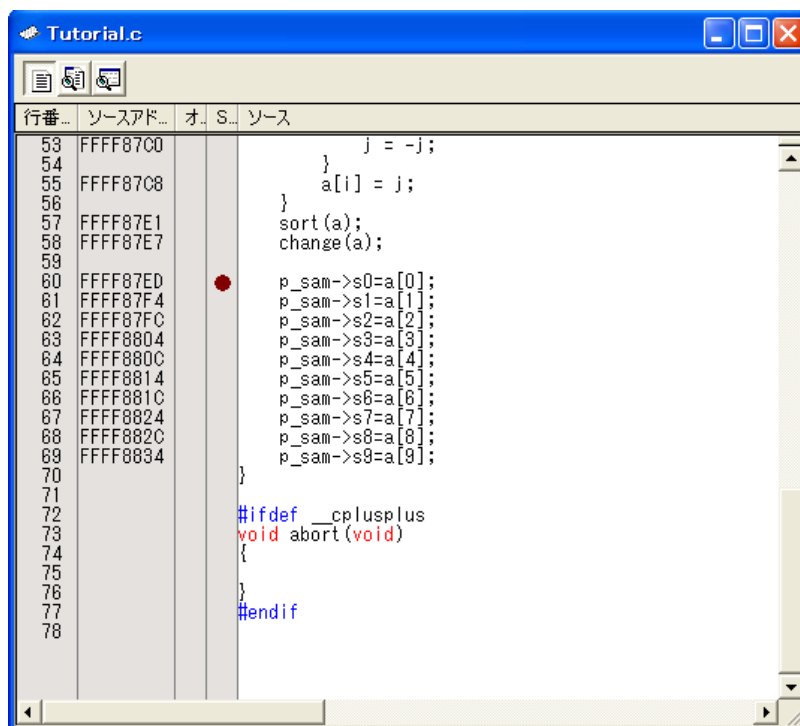 Tutorial.c
行番... ソースアド... オ.. S... ソース
53 FFFF87C0 j = -j;
54 }
55 FFFF87C8 a[i] = j;
56 }
57 FFFF87E1 sort(a);
58 FFFF87E7 change(a);
59
60 FFFF87ED p_sam->s0=a[0];
61 FFFF87F4 p_sam->s1=a[1];
62 FFFF87FC p_sam->s2=a[2];
63 FFFF8804 p_sam->s3=a[3];
64 FFFF880C p_sam->s4=a[4];
65 FFFF8814 p_sam->s5=a[5];
66 FFFF881C p_sam->s6=a[6];
67 FFFF8824 p_sam->s7=a[7];
68 FFFF882C p_sam->s8=a[8];
69 FFFF8834 p_sam->s9=a[9];
70 }
71
72 #ifdef __cplusplus
73 void abort(void)
74 {
75
76 }
77 #endif
78